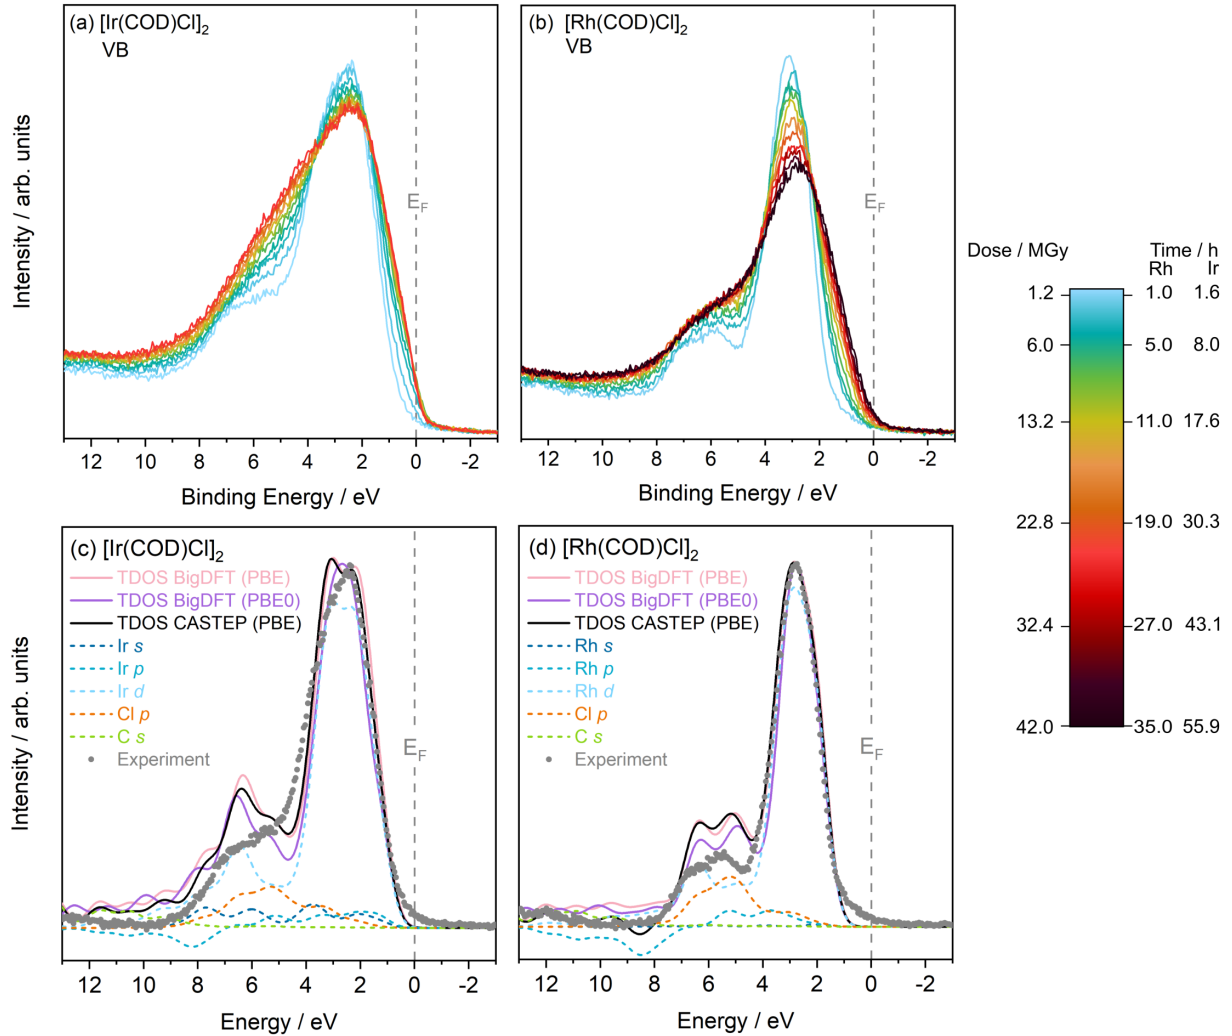 (a) [Ir(COD)Cl]2
VB
EF
Intensity / arb. units
12 10 8 6 4 2 0 -2
Binding Energy / eV
(b) [Rh(COD)Cl]2
VB
EF
12 10 8 6 4 2 0 -2
Binding Energy / eV
Dose / MGy Time / h
Rh Ir
1.2 1.0 1.6
6.0 5.0 8.0
13.2 11.0 17.6
22.8 19.0 30.3
32.4 27.0 43.1
42.0 35.0 55.9
(c) [Ir(COD)Cl]2
TDOS BigDFT (PBE)
TDOS BigDFT (PBE0)
TDOS CASTEP (PBE)
Ir s
Ir p
Ir d
Cl p
C s
Experiment
EF
Intensity / arb. units
12 10 8 6 4 2 0 -2
Energy / eV
(d) [Rh(COD)Cl]2
TDOS BigDFT (PBE)
TDOS BigDFT (PBE0)
TDOS CASTEP (PBE)
Rh s
Rh p
Rh d
Cl p
C s
Experiment
EF
12 10 8 6 4 2 0 -2
Energy / eV